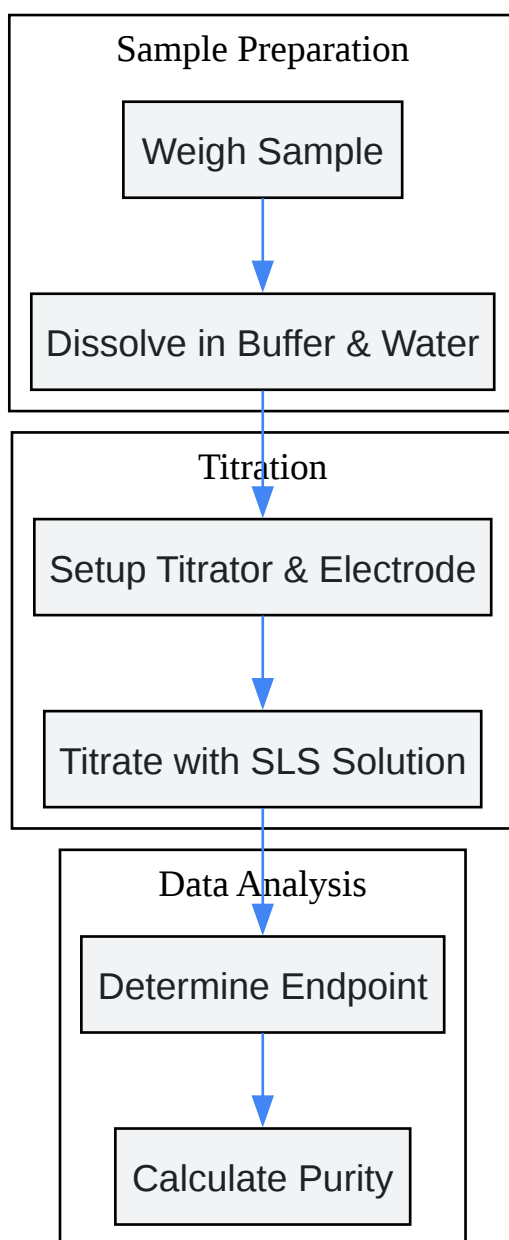 Sample Preparation
Weigh Sample
Dissolve in Buffer & Water
Titration
Setup Titrator & Electrode
Titrate with SLS Solution
Data Analysis
Determine Endpoint
Calculate Purity